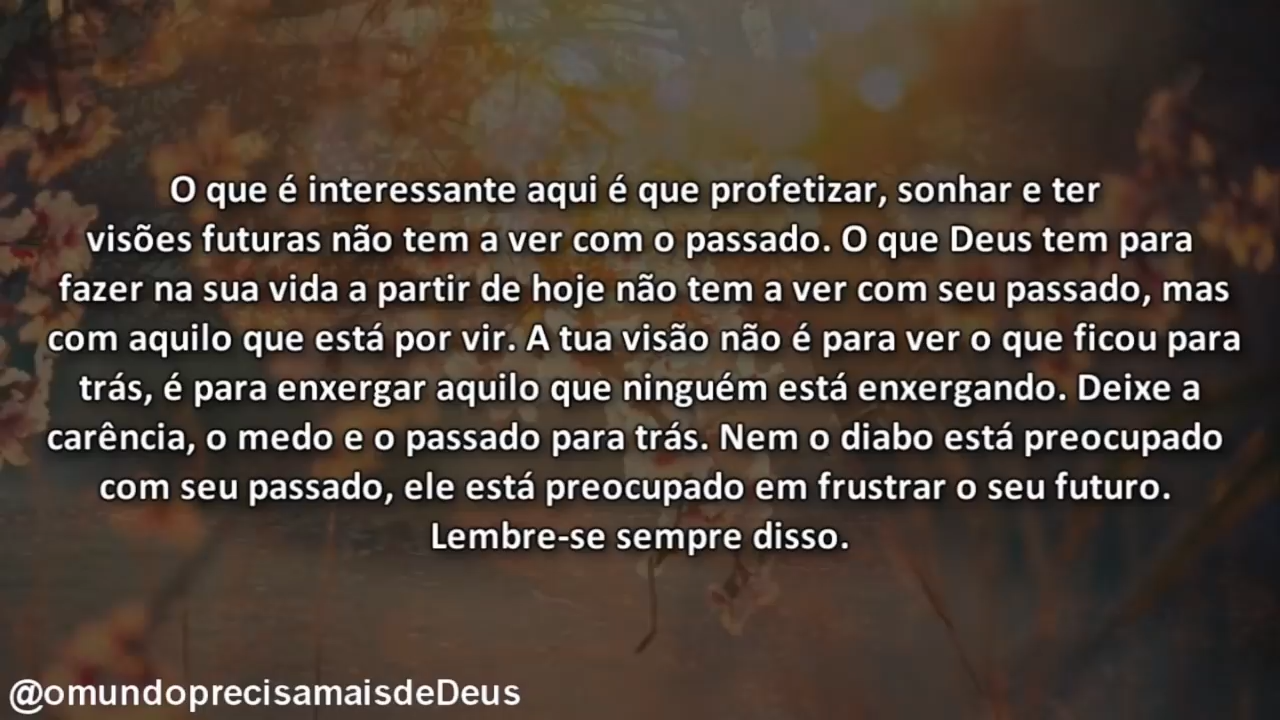 O que é interessante aqui é que profetizar, sonhar e ter
visões futuras não tem a ver com o passado. O que Deus tem para
fazer na sua vida a partir de hoje não tem a ver com seu passado, mas
com aquilo que está por vir. A tua visão não é para ver o que ficou para
trás, é para enxergar aquilo que ninguém está enxergando. Deixe a
carência, o medo e o passado para trás. Nem o diabo está preocupado
com seu passado, ele está preocupado em frustrar o seu futuro.
Lembre-se sempre disso.
@omundoprecisamaisdeDeus